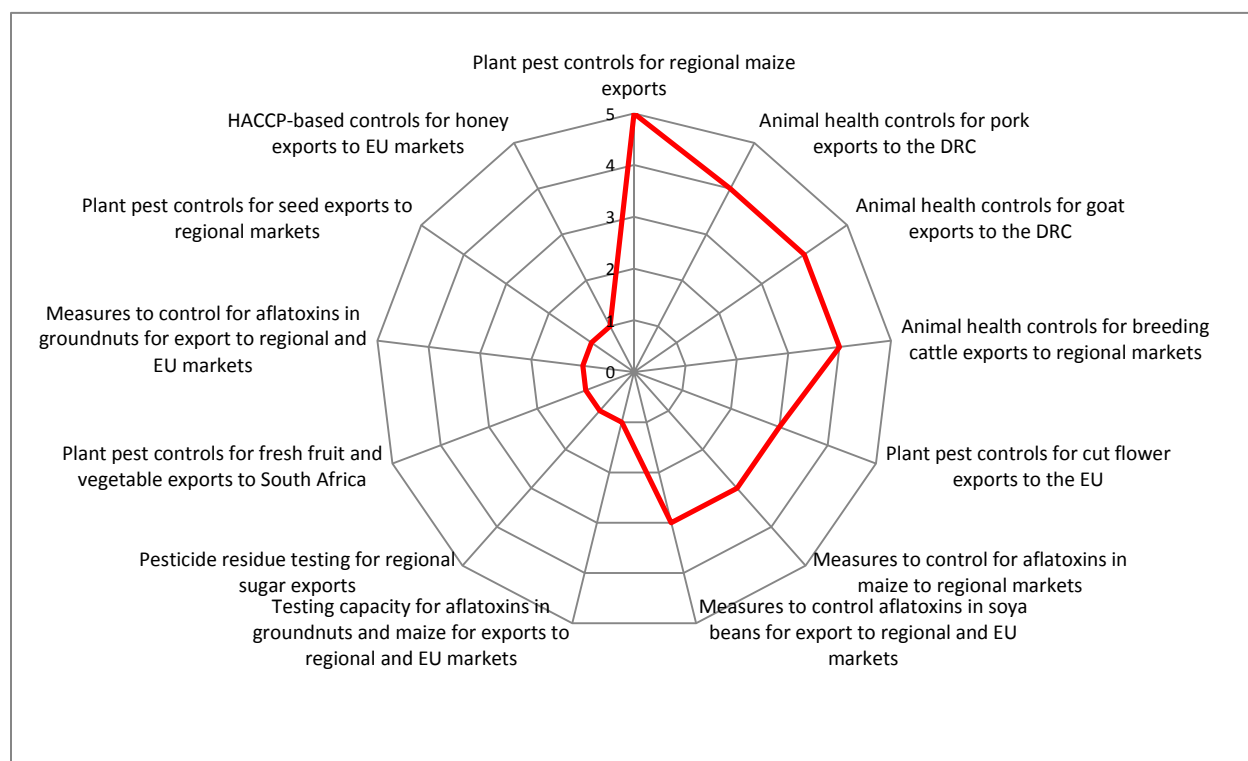 Plant pest controls for regional maize
exports
Animal health controls for pork
exports to the DRC
Animal health controls for goat
exports to the DRC
Animal health controls for breeding
cattle exports to regional markets
Plant pest controls for cut flower
exports to the EU
Measures to control for aflatoxins in
maize to regional markets
Measures to control aflatoxins in soya
beans for export to regional and EU
markets
Testing capacity for aflatoxins in
groundnuts and maize for exports to
regional and EU markets
Pesticide residue testing for regional
sugar exports
Plant pest controls for fresh fruit and
vegetable exports to South Africa
Measures to control for aflatoxins in
groundnuts for export to regional and
EU markets
Plant pest controls for seed exports to
regional markets
HACCP-based controls for honey
exports to EU markets
5
4
3
2
1
0